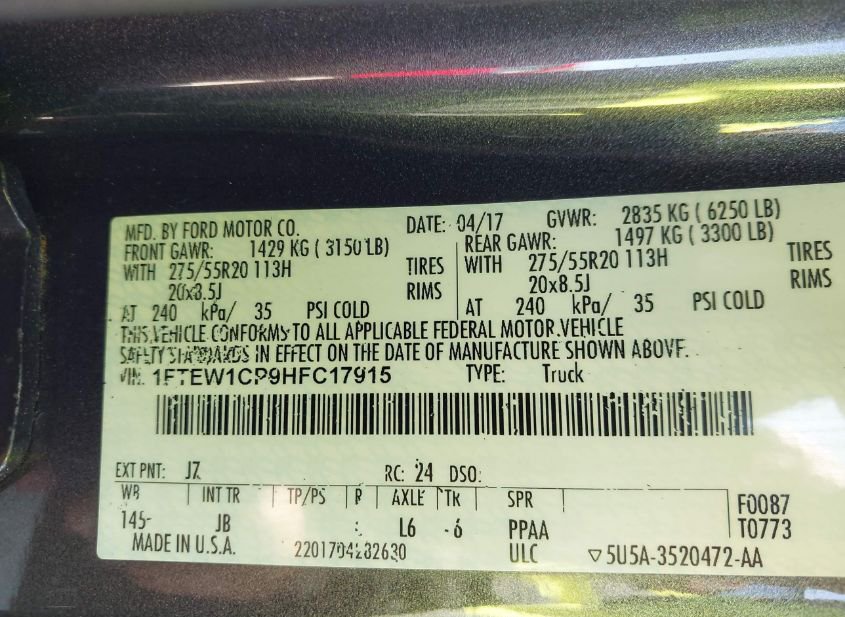 MFD. BY FORD MOTOR CO. DATE: 04/17 GVWR: 2835 KG ( 6250 LB)
FRONT GAWR: 1429 KG ( 3150 LB) REAR GAWR: 1497 KG ( 3300 LB)
WITH 275/55R20 113H TIRES WITH 275/55R20 113H TIRES
20x8.5J RIMS 20x8.5J RIMS
AT 240 kPa/ 35 PSI COLD AT 240 kPa/ 35 PSI COLD
THIS VEHICLE CONFORMS TO ALL APPLICABLE FEDERAL MOTOR VEHICLE
SAFETY STANDARDS IN EFFECT ON THE DATE OF MANUFACTURE SHOWN ABOVE.
VIN: 1FTEW1CP9HFC17915 TYPE: Truck
EXT PNT: JZ RC: 24 DSO:
WB INT TR TP/PS R AXLE TR SPR F0087
145- JB L6 -6 PPAA T0773
MADE IN U.S.A. ULC ▽5U5A-3520472-AA